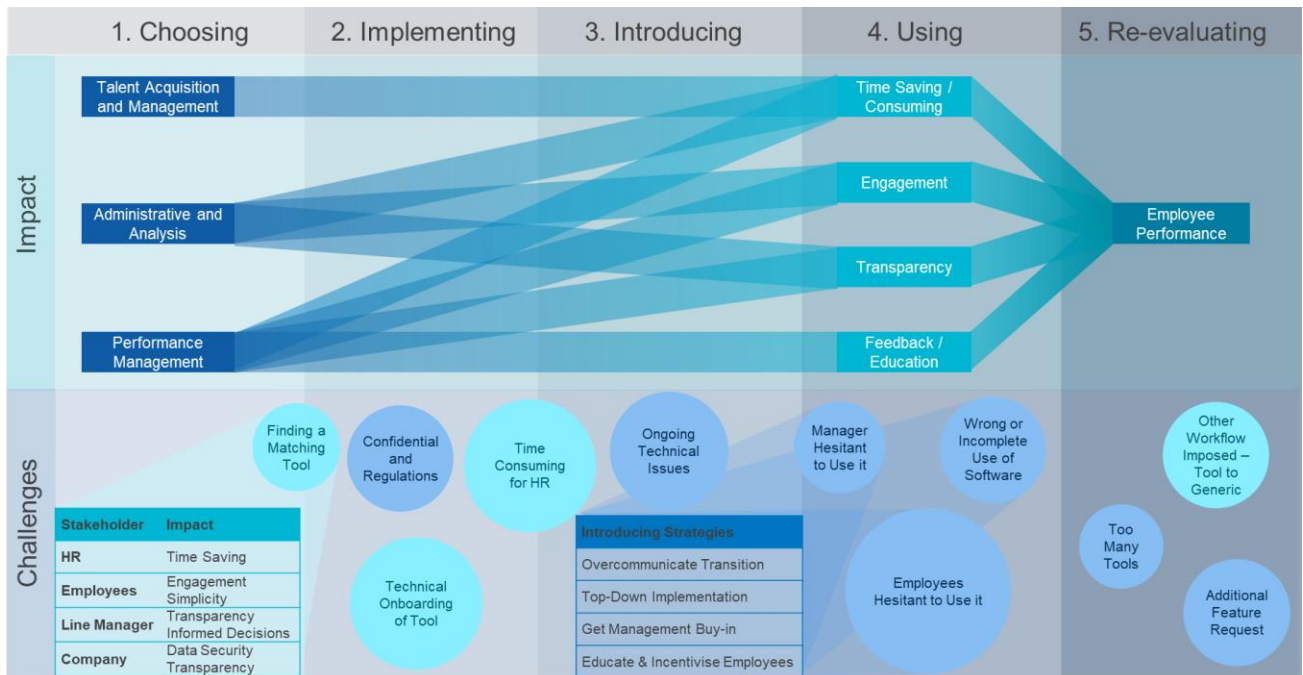 1. Choosing
2. Implementing
3. Introducing
4. Using
5. Re-evaluating
Impact
Talent Acquisition
and Management
Administrative and
Analysis
Performance
Management
Time Saving /
Consuming
Engagement
Transparency
Feedback /
Education
Employee
Performance
Challenges
Finding a
Matching
Tool
Confidential
and
Regulations
Time
Consuming
for HR
Ongoing
Technical
Issues
Manager
Hesitant
to Use it
Wrong or
Incomplete
Use of
Software
Other
Workflow
Imposed –
Tool to
Generic
Stakeholder Impact
HR Time Saving
Employees Engagement
Simplicity
Line Manager Transparency
Informed Decisions
Company Data Security
Transparency
Technical
Onboarding
of Tool
Introducing Strategies
Overcommunicate Transition
Top-Down Implementation
Get Management Buy-in
Educate & Incentivise Employees
Employees
Hesitant to Use it
Too
Many
Tools
Additional
Feature
Request